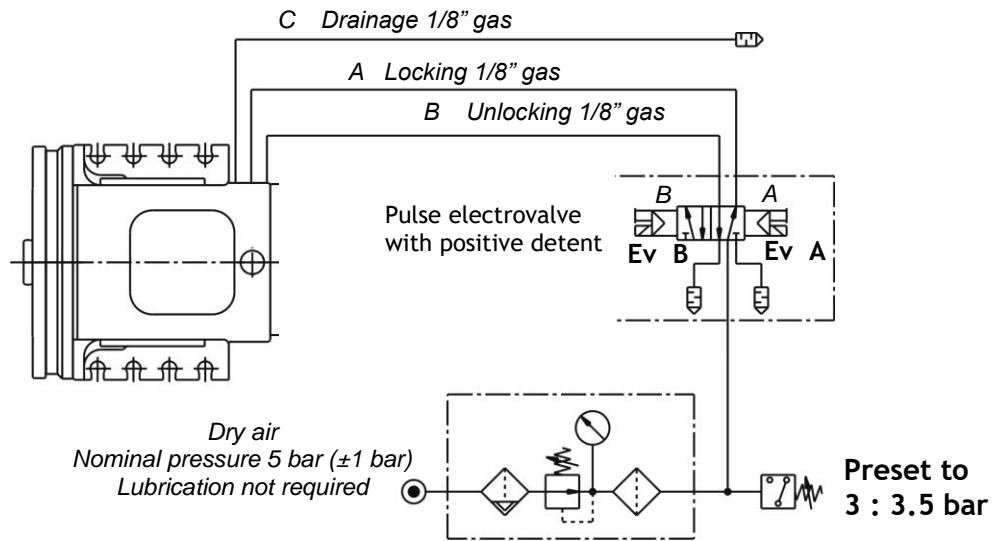 C Drainage 1/8” gas
A Locking 1/8” gas
B Unlocking 1/8” gas
Pulse electrovalve
with positive detent
B A
Ev B Ev A
Dry air
Nominal pressure 5 bar (±1 bar)
Lubrication not required
Preset to
3 : 3.5 bar